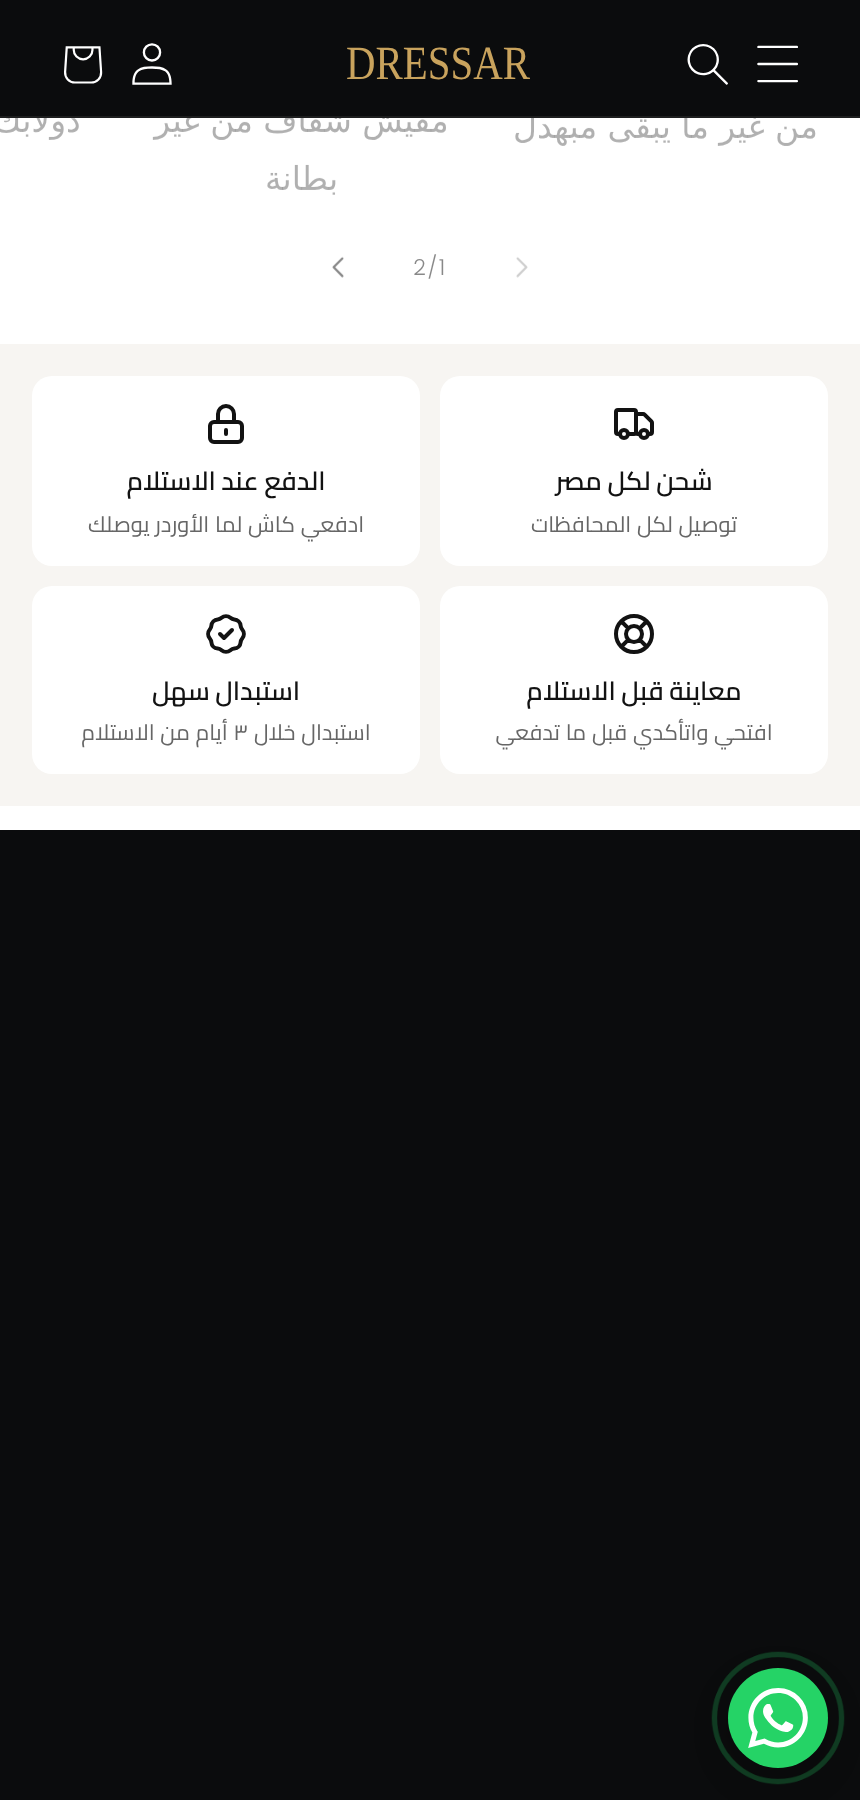 DRESSAR
من غير ما يبقى مبهدل
مفيش شفاف من غير
بطانة
دولابك
2/1
شحن لكل مصر
توصيل لكل المحافظات
الدفع عند الاستلام
ادفعي كاش لما الأوردر يوصلك
معاينة قبل الاستلام
افتحي واتأكدي قبل ما تدفعي
استبدال سهل
استبدال خلال ٣ أيام من الاستلام